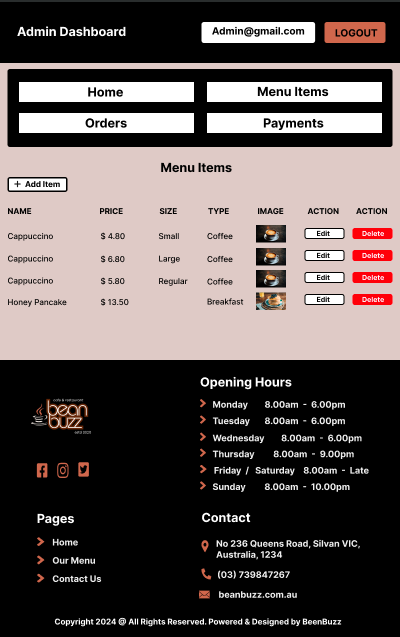 Admin Dashboard
Admin@gmail.com
LOGOUT
Home
Menu Items
Orders
Payments
Menu Items
+ Add Item
NAME PRICE SIZE TYPE IMAGE ACTION ACTION
Cappuccino $ 4.80 Small Coffee Edit Delete
Cappuccino $ 6.80 Large Coffee Edit Delete
Cappuccino $ 5.80 Regular Coffee Edit Delete
Honey Pancake $ 13.50 Breakfast Edit Delete
cafe & restaurant
bean
buzz
Opening Hours
Monday 8.00am - 6.00pm
Tuesday 8.00am - 6.00pm
Wednesday 8.00am - 6.00pm
Thursday 8.00am - 9.00pm
Friday / Saturday 8.00am - Late
Sunday 8.00am - 10.00pm
Pages
Home
Our Menu
Contact Us
Contact
No 236 Queens Road, Silvan VIC,
Australia, 1234
(03) 739847267
beanbuzz.com.au
Copyright 2024 @ All Rights Reserved. Powered & Designed by BeenBuzz